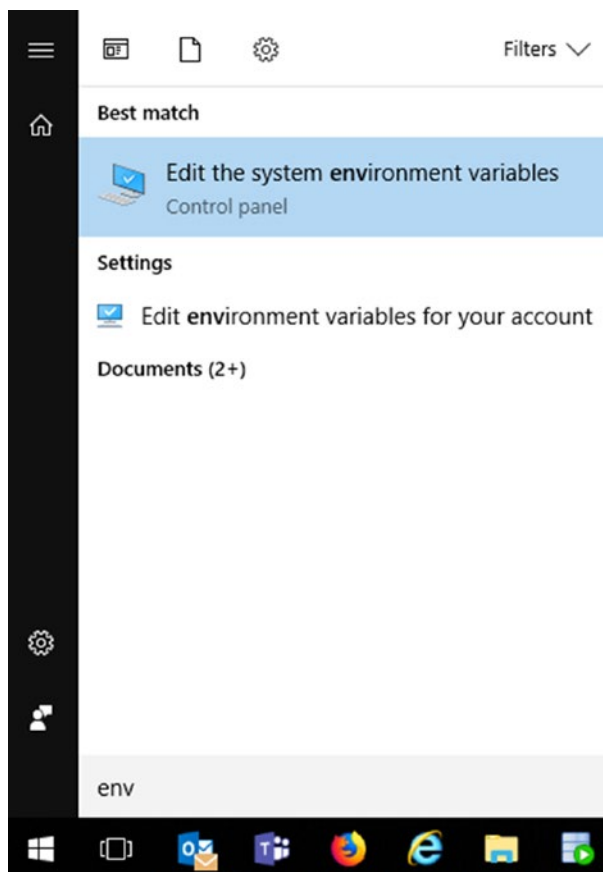 Filters
Best match
Edit the system environment variables
Control panel
Settings
Edit environment variables for your account
Documents (2+)
env